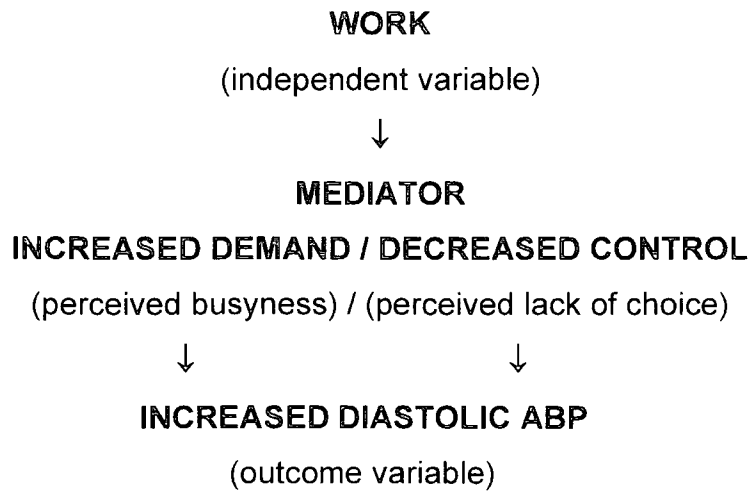 WORK
(independent variable)
↓
MEDIATOR
INCREASED DEMAND / DECREASED CONTROL
(perceived busyness) / (perceived lack of choice)
↓ ↓
INCREASED DIASTOLIC ABP
(outcome variable)